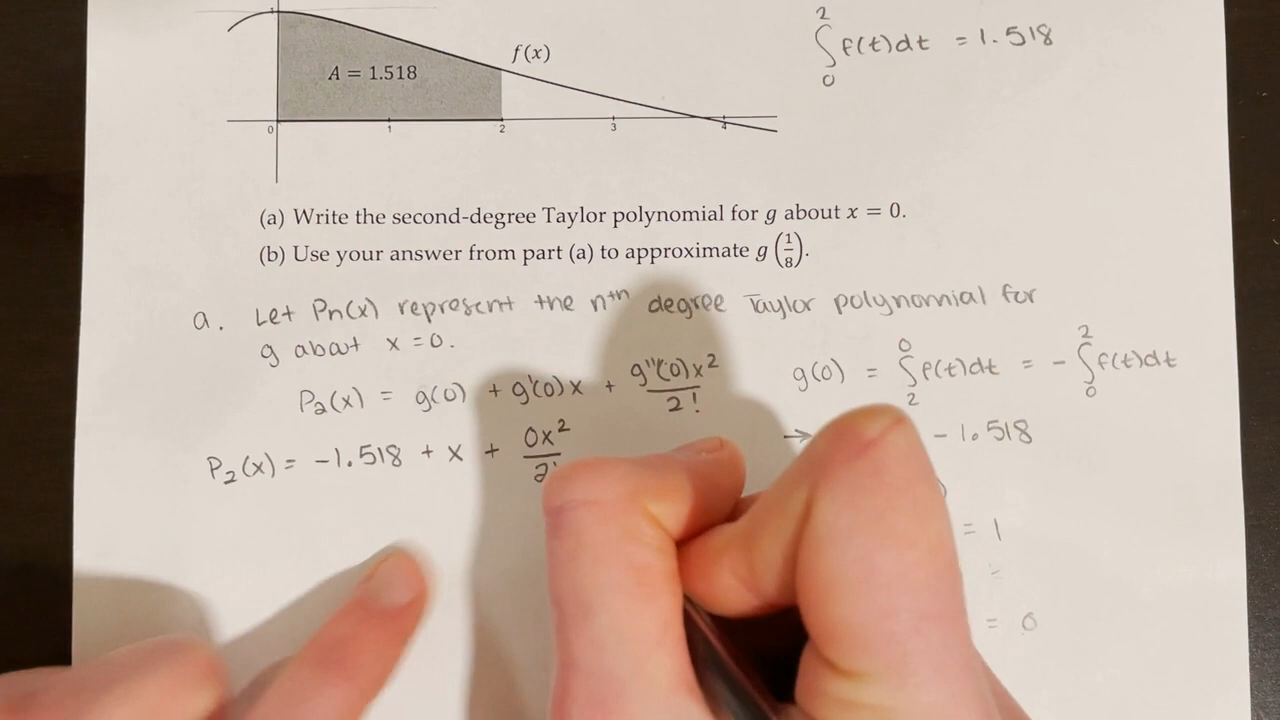 1
f(x)
A = 1.518
0 1 2 3 4
∫₀² f(t)dt = 1.518
(a) Write the second-degree Taylor polynomial for g about x = 0.
(b) Use your answer from part (a) to approximate g (1/8).
a. Let Pn(x) represent the nth degree Taylor polynomial for
g about x = 0.
P₂(x) = g(0) + g'(0)x + g''(0)x²/2!
g(0) = ∫₂⁰ f(t)dt = - ∫₀² f(t)dt
→ - 1.518
P₂(x) = -1.518 + x + 0x²/2!
= 1
= 0